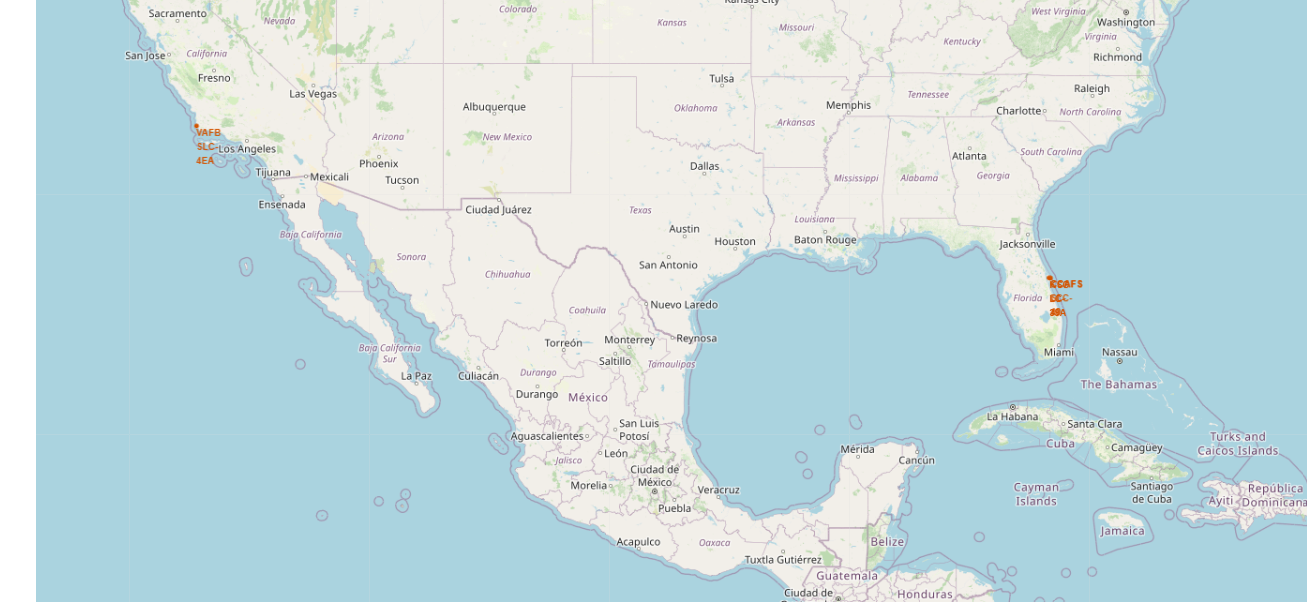 Kansas City
Sacramento
Nevada
Colorado
Kansas
Missouri
West Virginia
Washington
Kentucky
Virginia
San Jose
California
Richmond
Fresno
Las Vegas
Tulsa
Raleigh
Albuquerque
Oklahoma
Memphis
Tennessee
Charlotte
North Carolina
Arkansas
VAFB
SLC-
4EA
Los Angeles
Arizona
New Mexico
Phoenix
Dallas
Atlanta
South Carolina
Tijuana
Mexicali
Tucson
Mississippi
Alabama
Georgia
Ensenada
Ciudad Juárez
Texas
Louisiana
Baja California
Austin
Houston
Baton Rouge
Jacksonville
Sonora
San Antonio
Chihuahua
CCAFS
Florida
Coahuila
Nuevo Laredo
Torreón
Monterrey
Reynosa
Baja California
Sur
Saltillo
Tamaulipas
Miami
Nassau
La Paz
Culiacán
Durango
Durango
México
The Bahamas
San Luis
Potosí
La Habana
Santa Clara
Aguascalientes
Cuba
Camagüey
Turks and
Caicos Islands
Jalisco
León
Mérida
Cancún
Ciudad de
México
Morelia
Veracruz
Cayman
Islands
Santiago
de Cuba
República
Dominicana
Ayiti
Puebla
Acapulco
Oaxaca
Jamaica
Belize
Tuxtla Gutiérrez
Guatemala
Ciudad de
Honduras